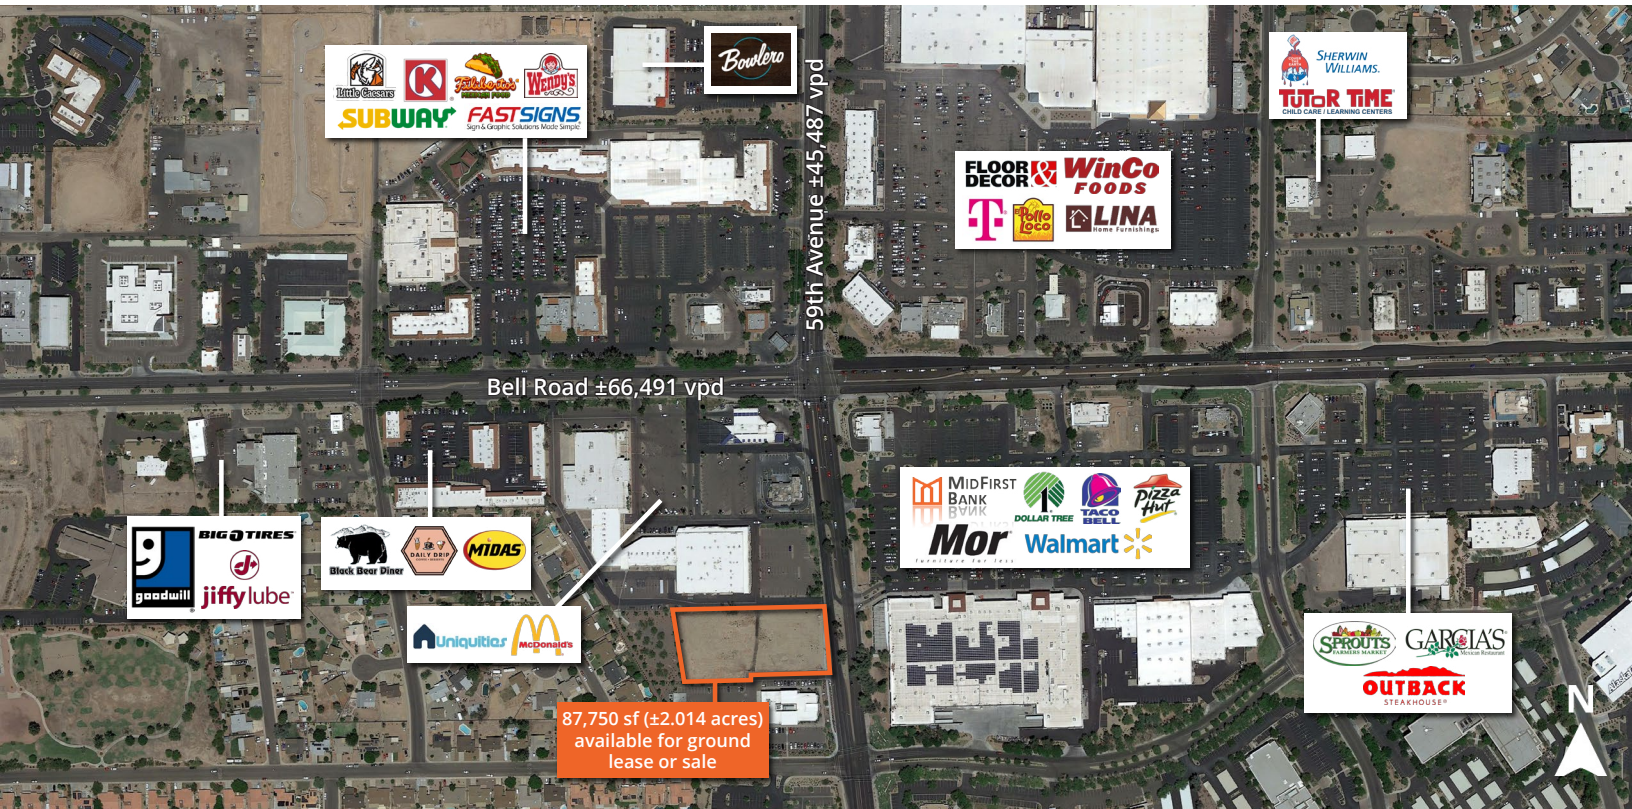 Bowlero
Little Caesars
K
Filiberto's
MEXICAN FOOD
WENDY'S
SUBWAY
FASTSIGNS
Sign & Graphic Solutions Made Simple.
59th Avenue ±45,487 vpd
SHERWIN
WILLIAMS.
TUTOR TIME
CHILD CARE / LEARNING CENTERS
FLOOR &
DECOR
WinCo
FOODS
T
El Pollo
Loco
LINA
Home Furnishings
Bell Road ±66,491 vpd
goodwill
BIG O TIRES
J
jiffy lube
Black Bear Diner
DAILY DRIP
MIDAS
Uniquities
McDonald's
MIDFIRST
BANK
1
DOLLAR TREE
TACO
BELL
Pizza
Hut
Mor
furniture for less
Walmart
SPROUTS
FARMERS MARKET
GARCIA'S
Mexican Restaurant
OUTBACK
STEAKHOUSE
87,750 sf (±2.014 acres)
available for ground
lease or sale
N